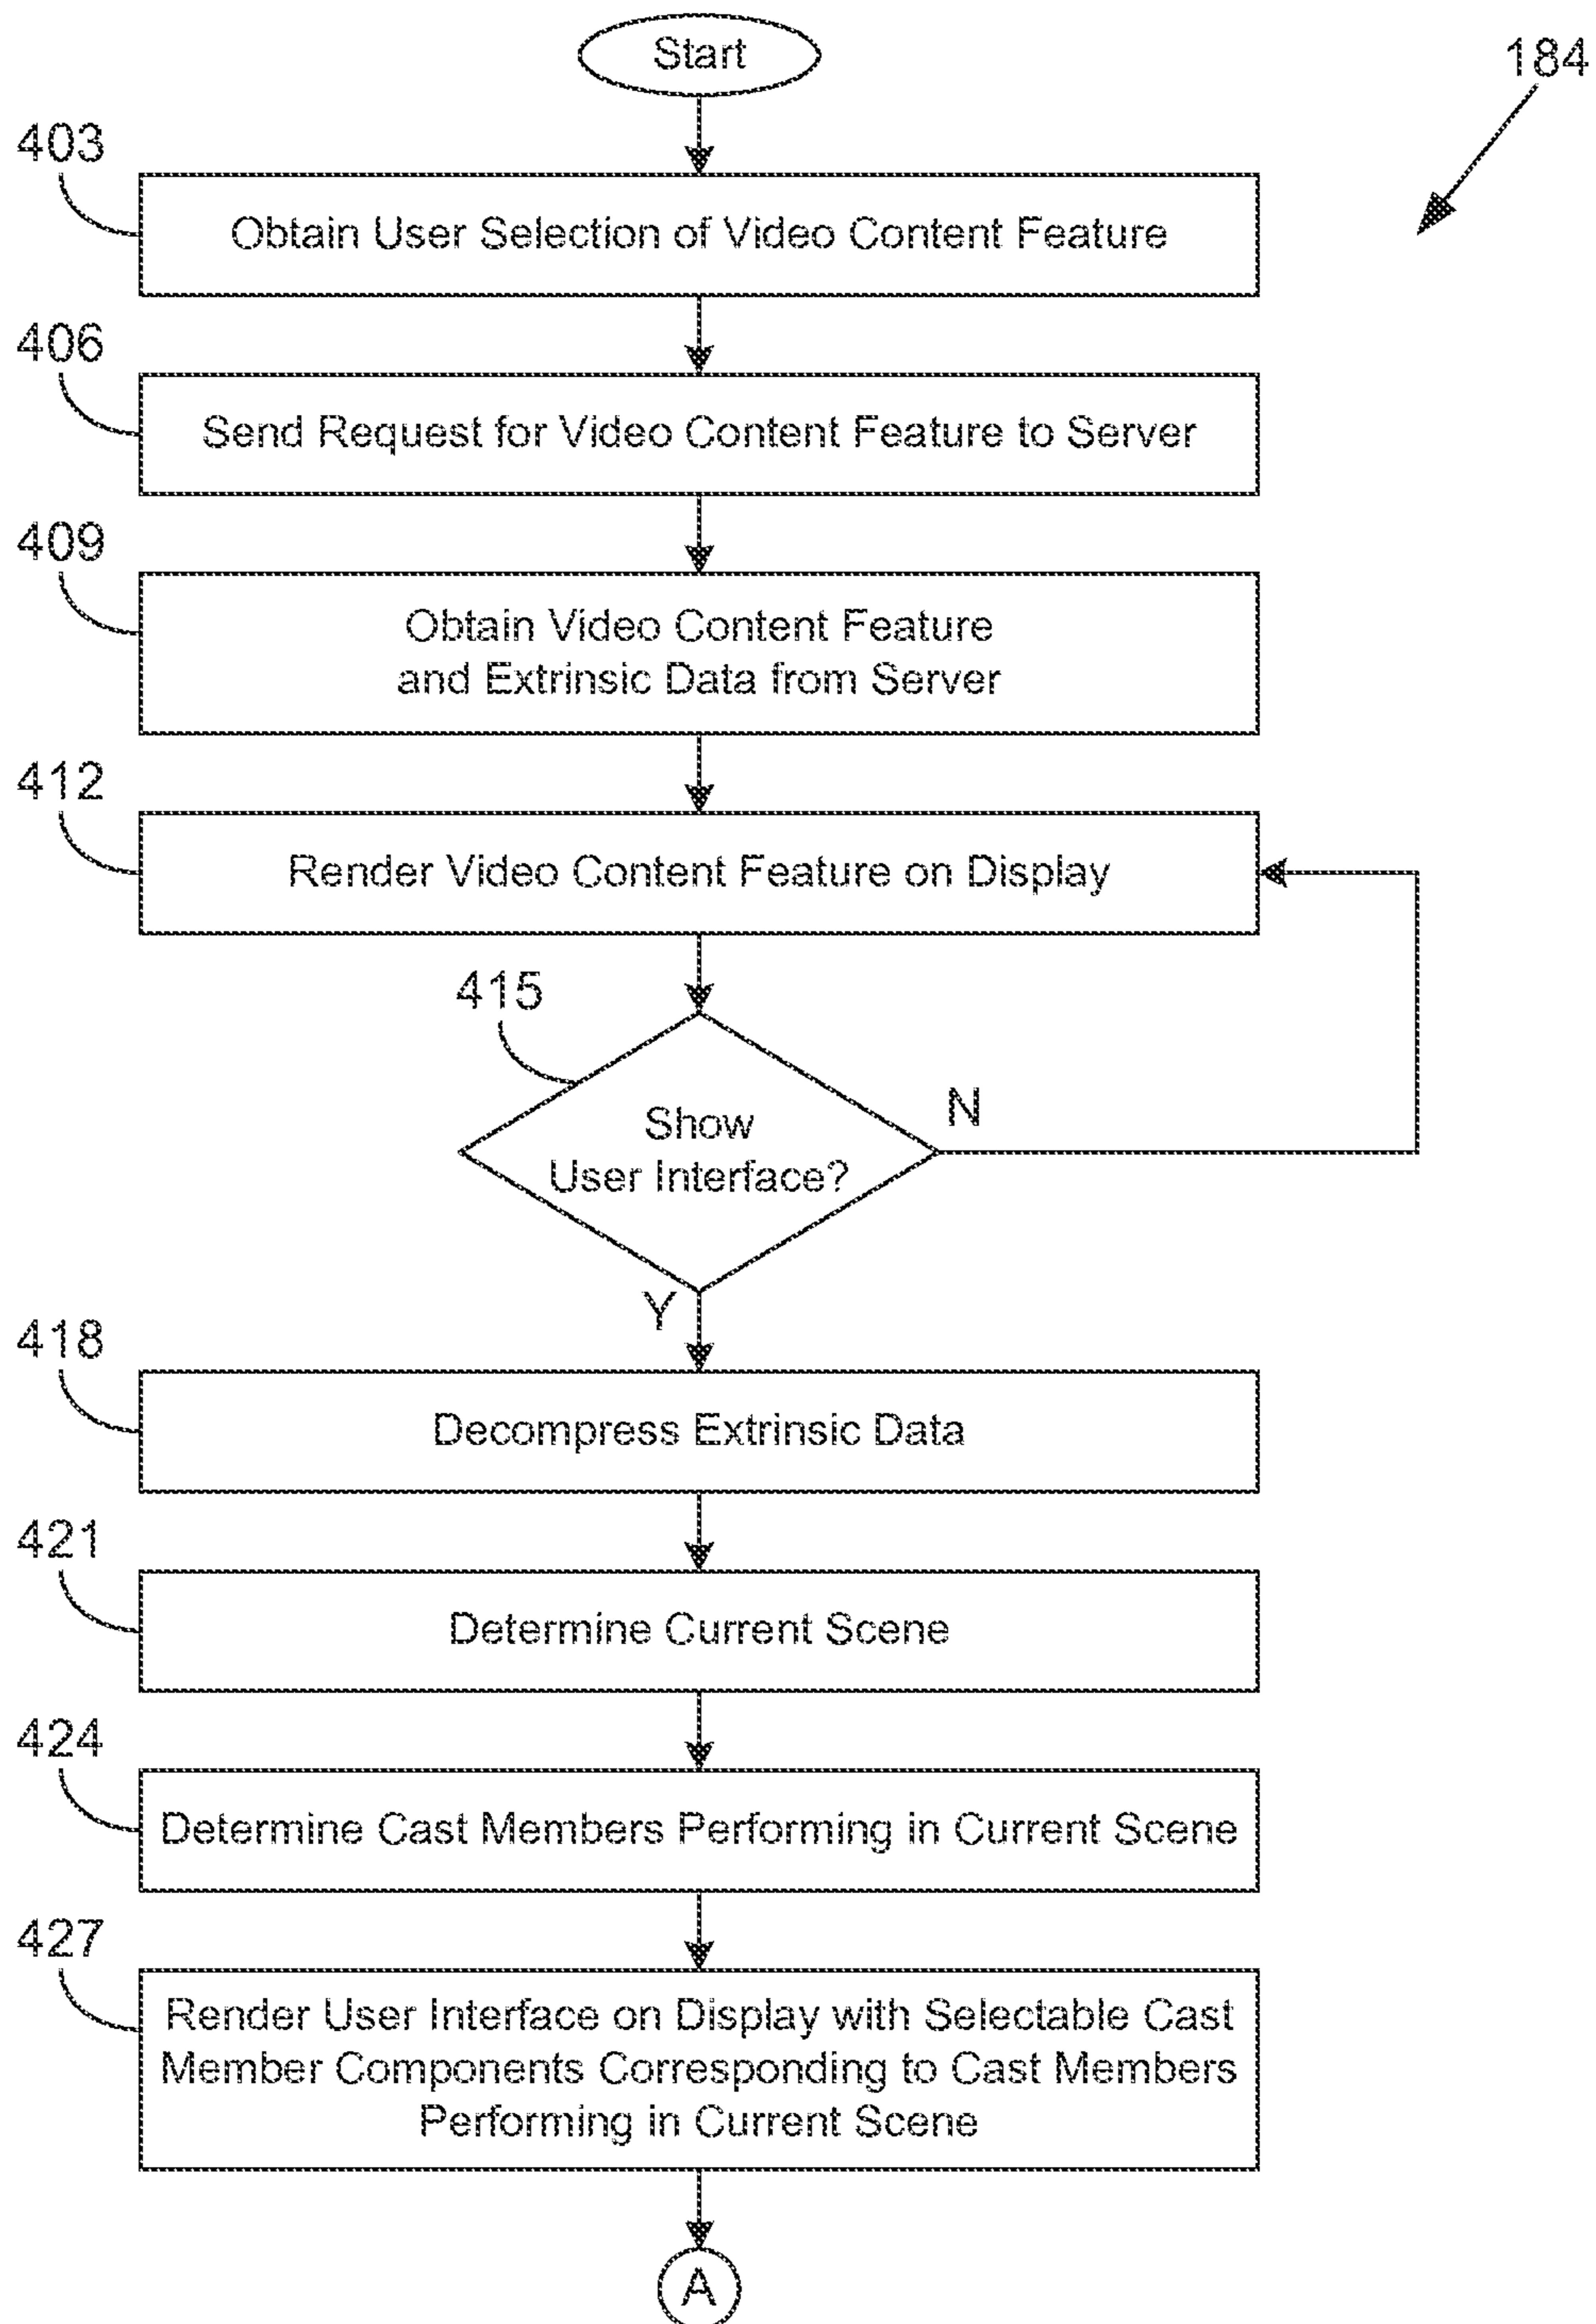 Start
184
403
Obtain User Selection of Video Content Feature
406
Send Request for Video Content Feature to Server
409
Obtain Video Content Feature
and Extrinsic Data from Server
412
Render Video Content Feature on Display
415
Show
User Interface?
N
Y
418
Decompress Extrinsic Data
421
Determine Current Scene
424
Determine Cast Members Performing in Current Scene
427
Render User Interface on Display with Selectable Cast
Member Components Corresponding to Cast Members
Performing in Current Scene
A